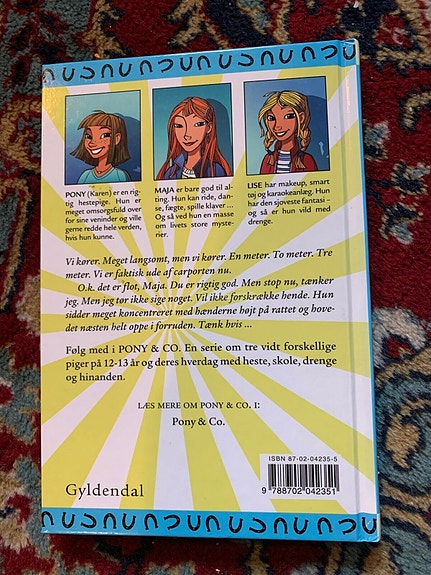 PONY (Karen) er en rig-
tig hestepige. Hun er
meget omsorgsfuld over
for sine veninder og ville
gerne redde hele verden,
hvis hun kunne.
MAJA er bare god til al-
ting. Hun kan ride, dan-
se, fægte, spille klaver ...
Og så ved hun en masse
om livets store myste-
rier.
LISE har makeup, smart
tøj og karaokeanlæg. Hun
har den sjoveste fantasi –
og så er hun vild med
drenge.
Vi kører. Meget langsomt, men vi kører. En meter. To meter. Tre
meter. Vi er faktisk ude af carporten nu.
O.k. det er flot, Maja. Du er rigtig god. Men stop nu, tænker
jeg. Men jeg tør ikke sige noget. Vil ikke forskrække hende. Hun
sidder meget koncentreret med hænderne højt på rattet og hove-
det næsten helt oppe i forruden. Tænk hvis ...
Følg med i PONY & CO. En serie om tre vidt forskellige
piger på 12-13 år og deres hverdag med heste, skole, drenge
og hinanden.
LÆS MERE OM PONY & CO. I:
Pony & Co.
ISBN 87-02-04235-5
9 788702 042351
Gyldendal